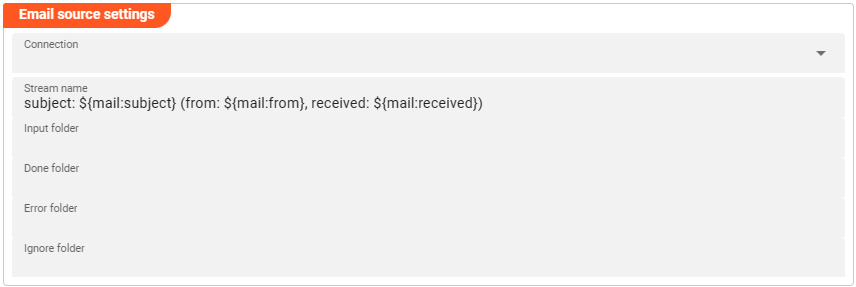 Email source settings
Connection
Stream name
subject: ${mail:subject} (from: ${mail:from}, received: ${mail:received})
Input folder
Done folder
Error folder
Ignore folder